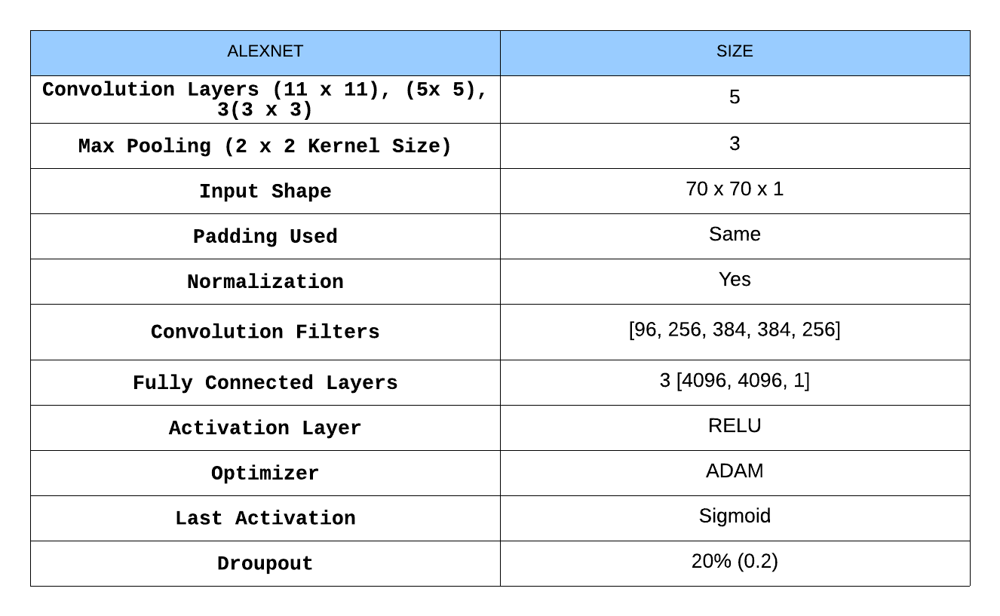 ALEXNET SIZE
Convolution Layers (11 x 11), (5x 5),
3(3 x 3) 5
Max Pooling (2 x 2 Kernel Size) 3
Input Shape 70 x 70 x 1
Padding Used Same
Normalization Yes
Convolution Filters [96, 256, 384, 384, 256]
Fully Connected Layers 3 [4096, 4096, 1]
Activation Layer RELU
Optimizer ADAM
Last Activation Sigmoid
Droupout 20% (0.2)